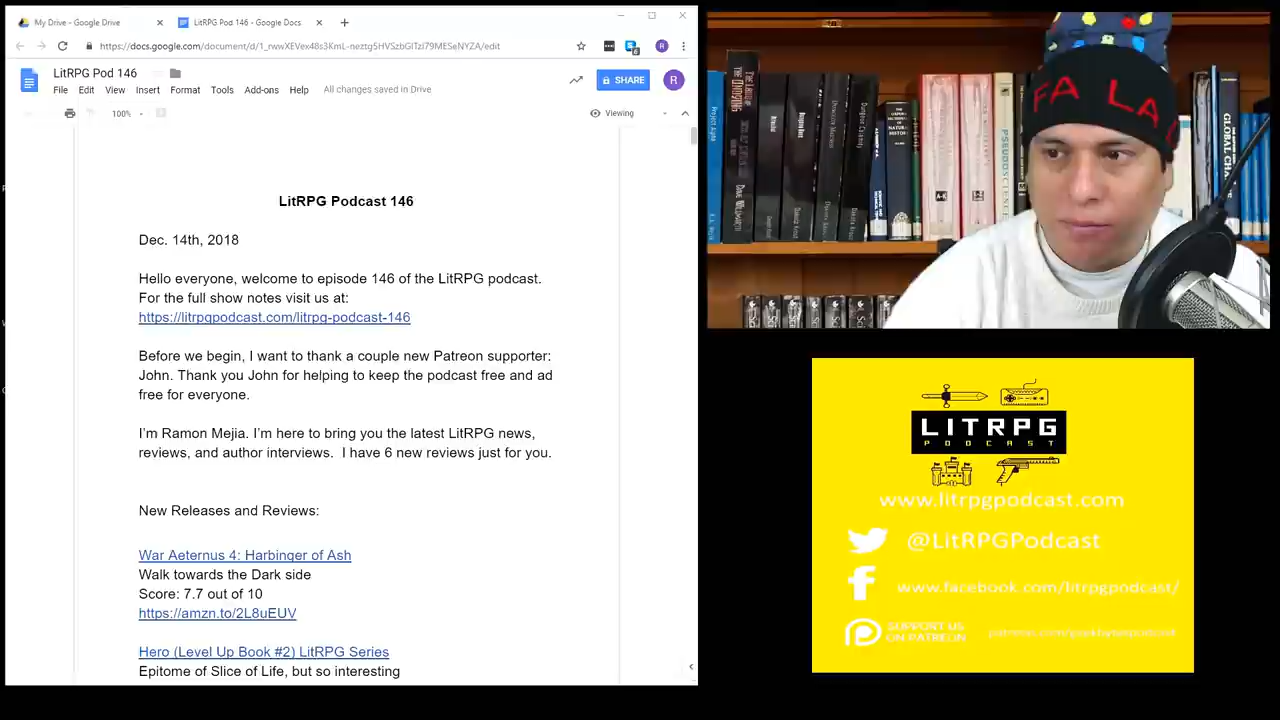 My Drive - Google Drive
LitRPG Pod 146 - Google Docs
LitRPG Pod 146
File Edit View Insert Format Tools Add-ons Help All changes saved in Drive
SHARE
R
100%
Viewing
LitRPG Podcast 146
Dec. 14th, 2018
Hello everyone, welcome to episode 146 of the LitRPG podcast.
For the full show notes visit us at:
https://litrpgpodcast.com/litrpg-podcast-146
Before we begin, I want to thank a couple new Patreon supporter:
John. Thank you John for helping to keep the podcast free and ad
free for everyone.
I'm Ramon Mejia. I'm here to bring you the latest LitRPG news,
reviews, and author interviews.  I have 6 new reviews just for you.
New Releases and Reviews:
War Aeternus 4: Harbinger of Ash
Walk towards the Dark side
Score: 7.7 out of 10
https://amzn.to/2L8uEUV
Hero (Level Up Book #2) LitRPG Series
Epitome of Slice of Life, but so interesting
FA LA
GLOBAL
LITRPG
PODCAST
www.litrpgpodcast.com
@LitRPGPodcast
www.facebook.com/litrpgpodcast/
SUPPORT US
ON PATREON